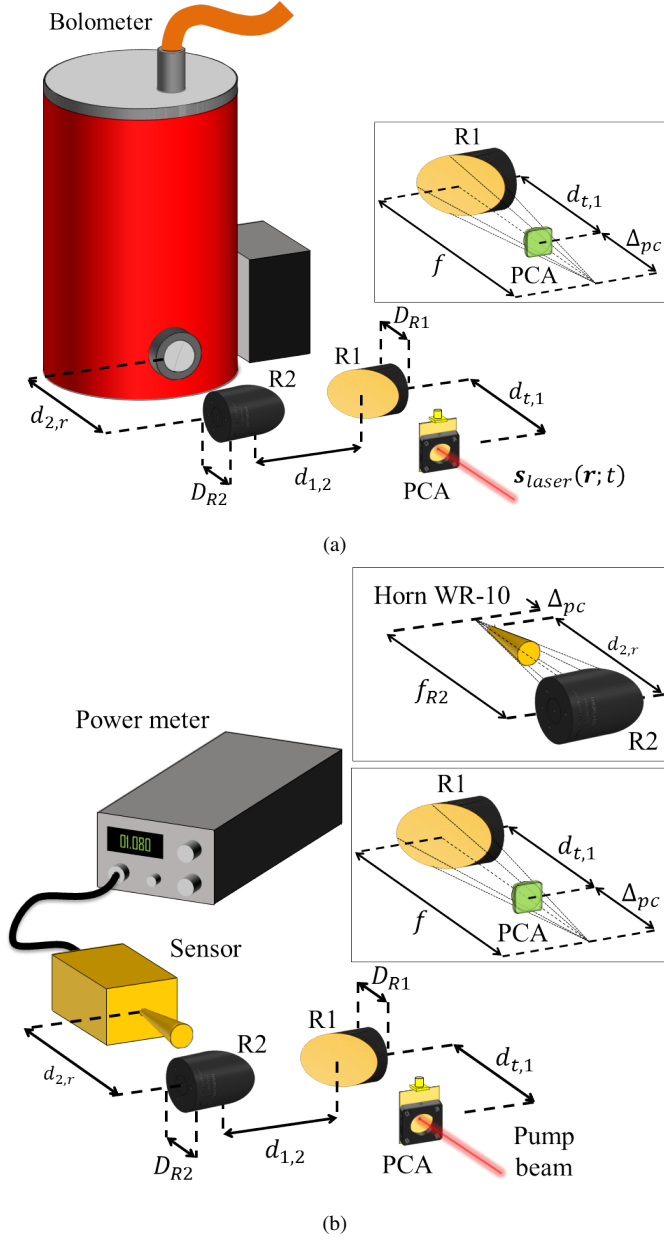 Bolometer
R1
d_{t,1}
Δ_{pc}
f
PCA
D_{R1}
R1
R2
d_{t,1}
d_{2,r}
D_{R2}
d_{1,2}
PCA
s_{laser}(r; t)
(a)
Horn WR-10
Δ_{pc}
d_{2,r}
f_{R2}
R2
Power meter
01.080
R1
d_{t,1}
Δ_{pc}
f
PCA
Sensor
D_{R1}
R1
R2
d_{t,1}
d_{2,r}
D_{R2}
d_{1,2}
PCA
Pump
beam
(b)